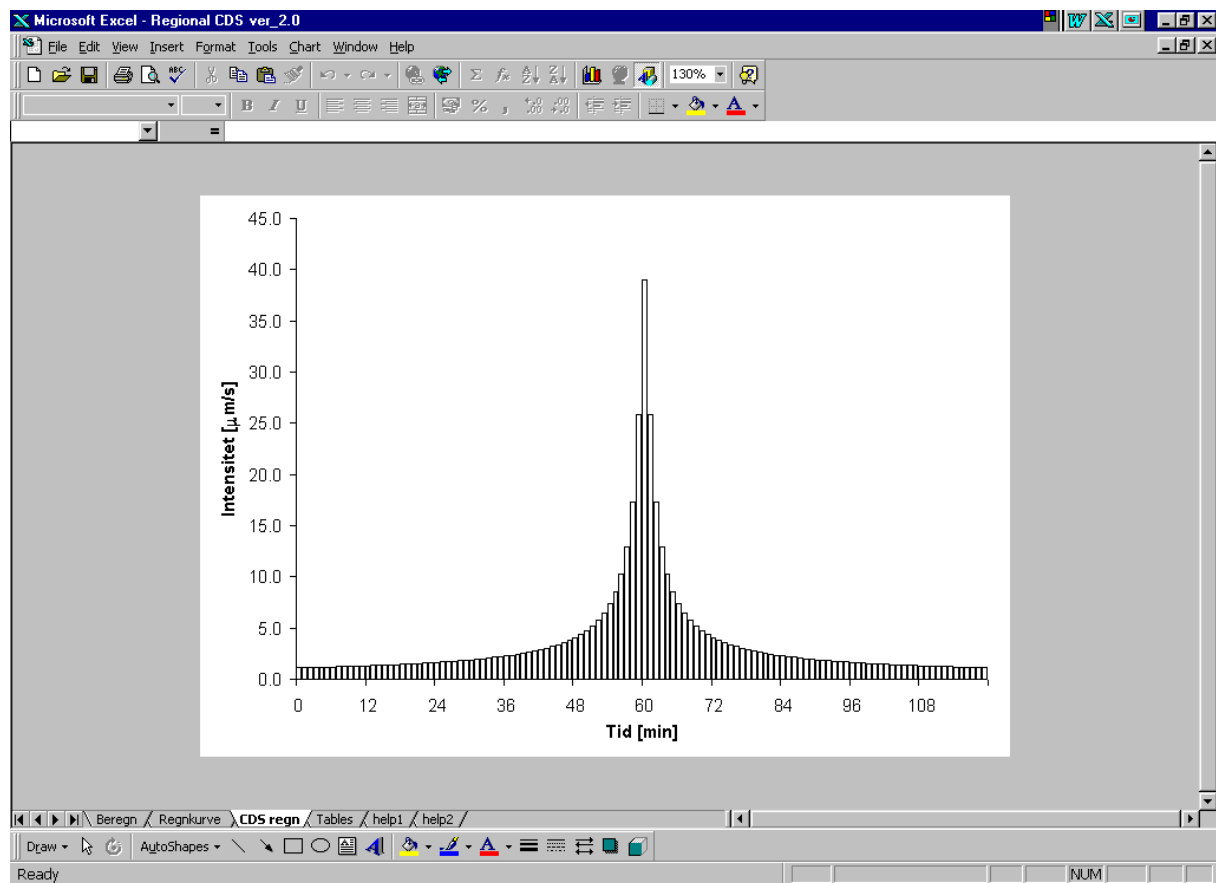 Microsoft Excel - Regional CDS ver_2.0
File Edit View Insert Format Tools Chart Window Help
130%
B I U % ,
=
45.0
40.0
35.0
30.0
25.0
20.0
15.0
10.0
5.0
0.0
Intensitet [μm/s]
0 12 24 36 48 60 72 84 96 108
Tid [min]
Beregn / Regnkurve \ CDS regn / Tables / help1 / help2 /
Draw AutoShapes
Ready NUM